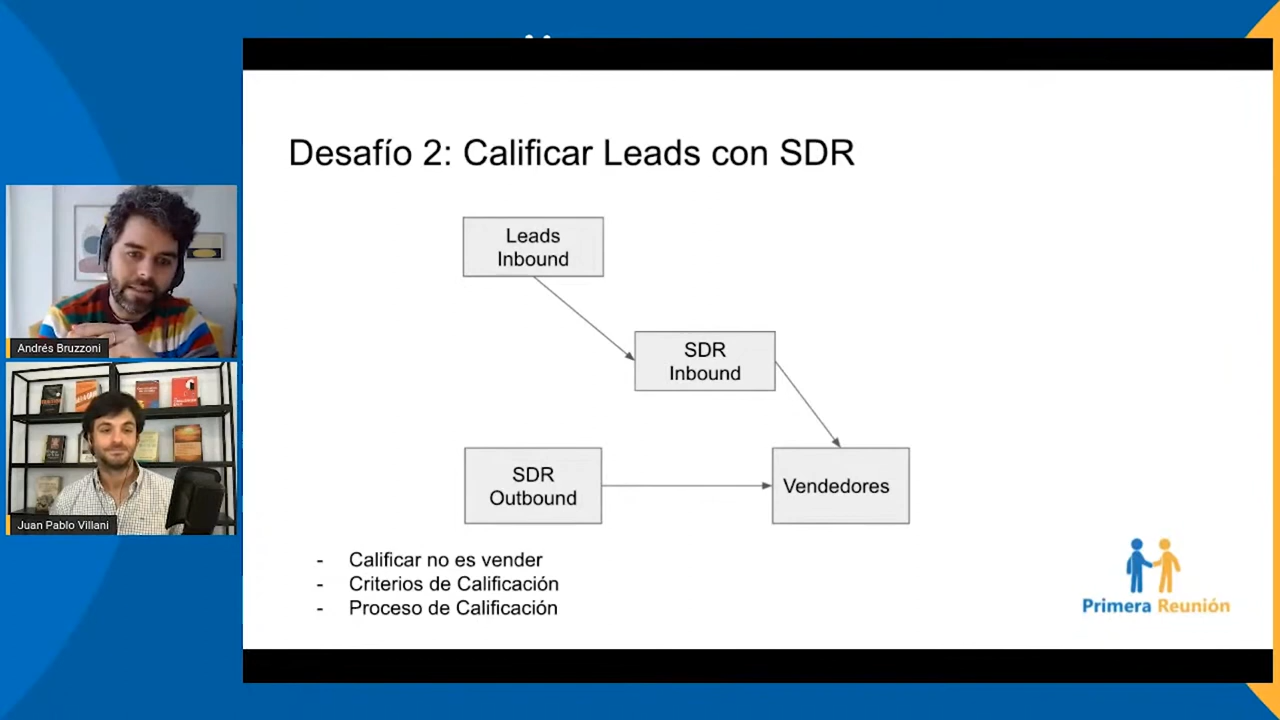 Desafío 2: Calificar Leads con SDR
Leads
Inbound
SDR
Inbound
SDR
Outbound
Vendedores
- Calificar no es vender
- Criterios de Calificación
- Proceso de Calificación
Primera Reunión
Andrés Bruzzoni
Juan Pablo Villani